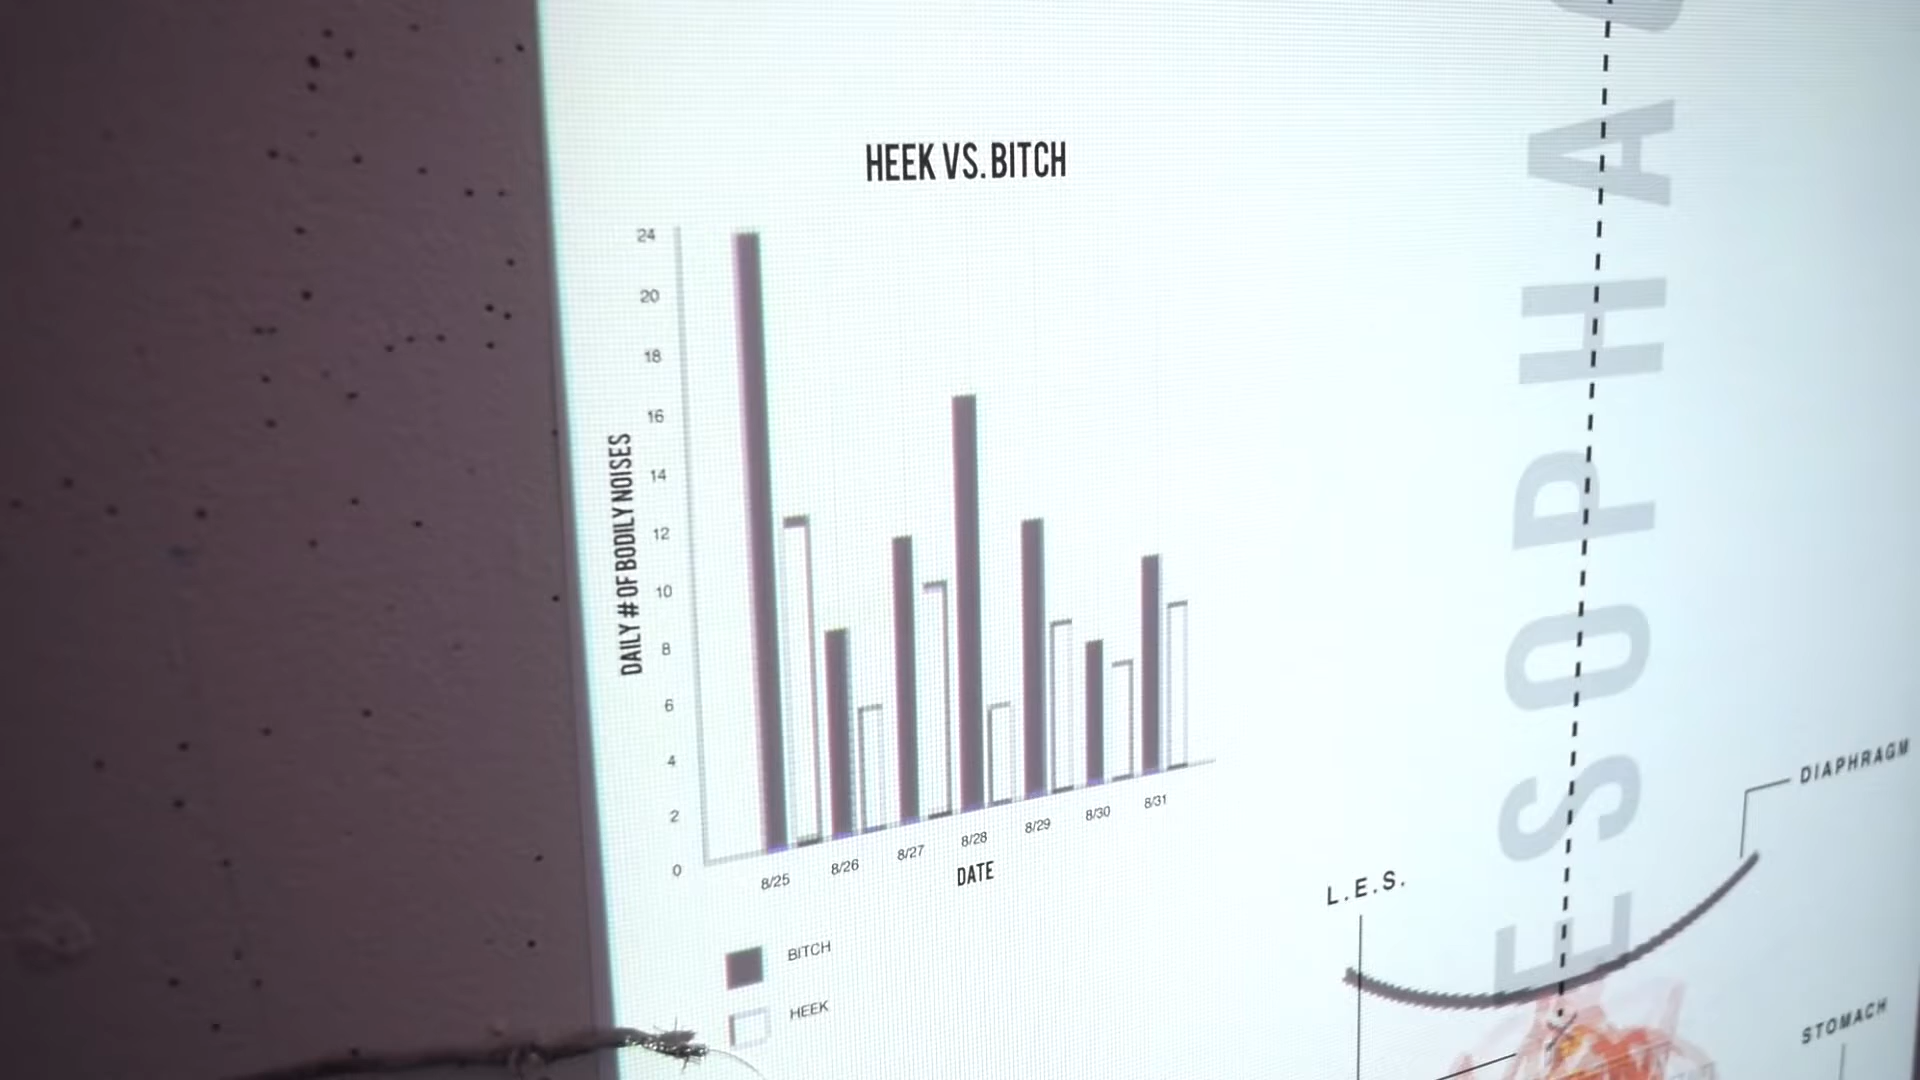 HEEK VS. BITCH
24
20
18
16
14
12
10
8
6
4
2
0
DAILY # OF BODILY NOISES
8/25
8/26
8/27
8/28
8/29
8/30
8/31
DATE
BITCH
HEEK
ESOPHA
DIAPHRAGM
L.E.S.
STOMACH